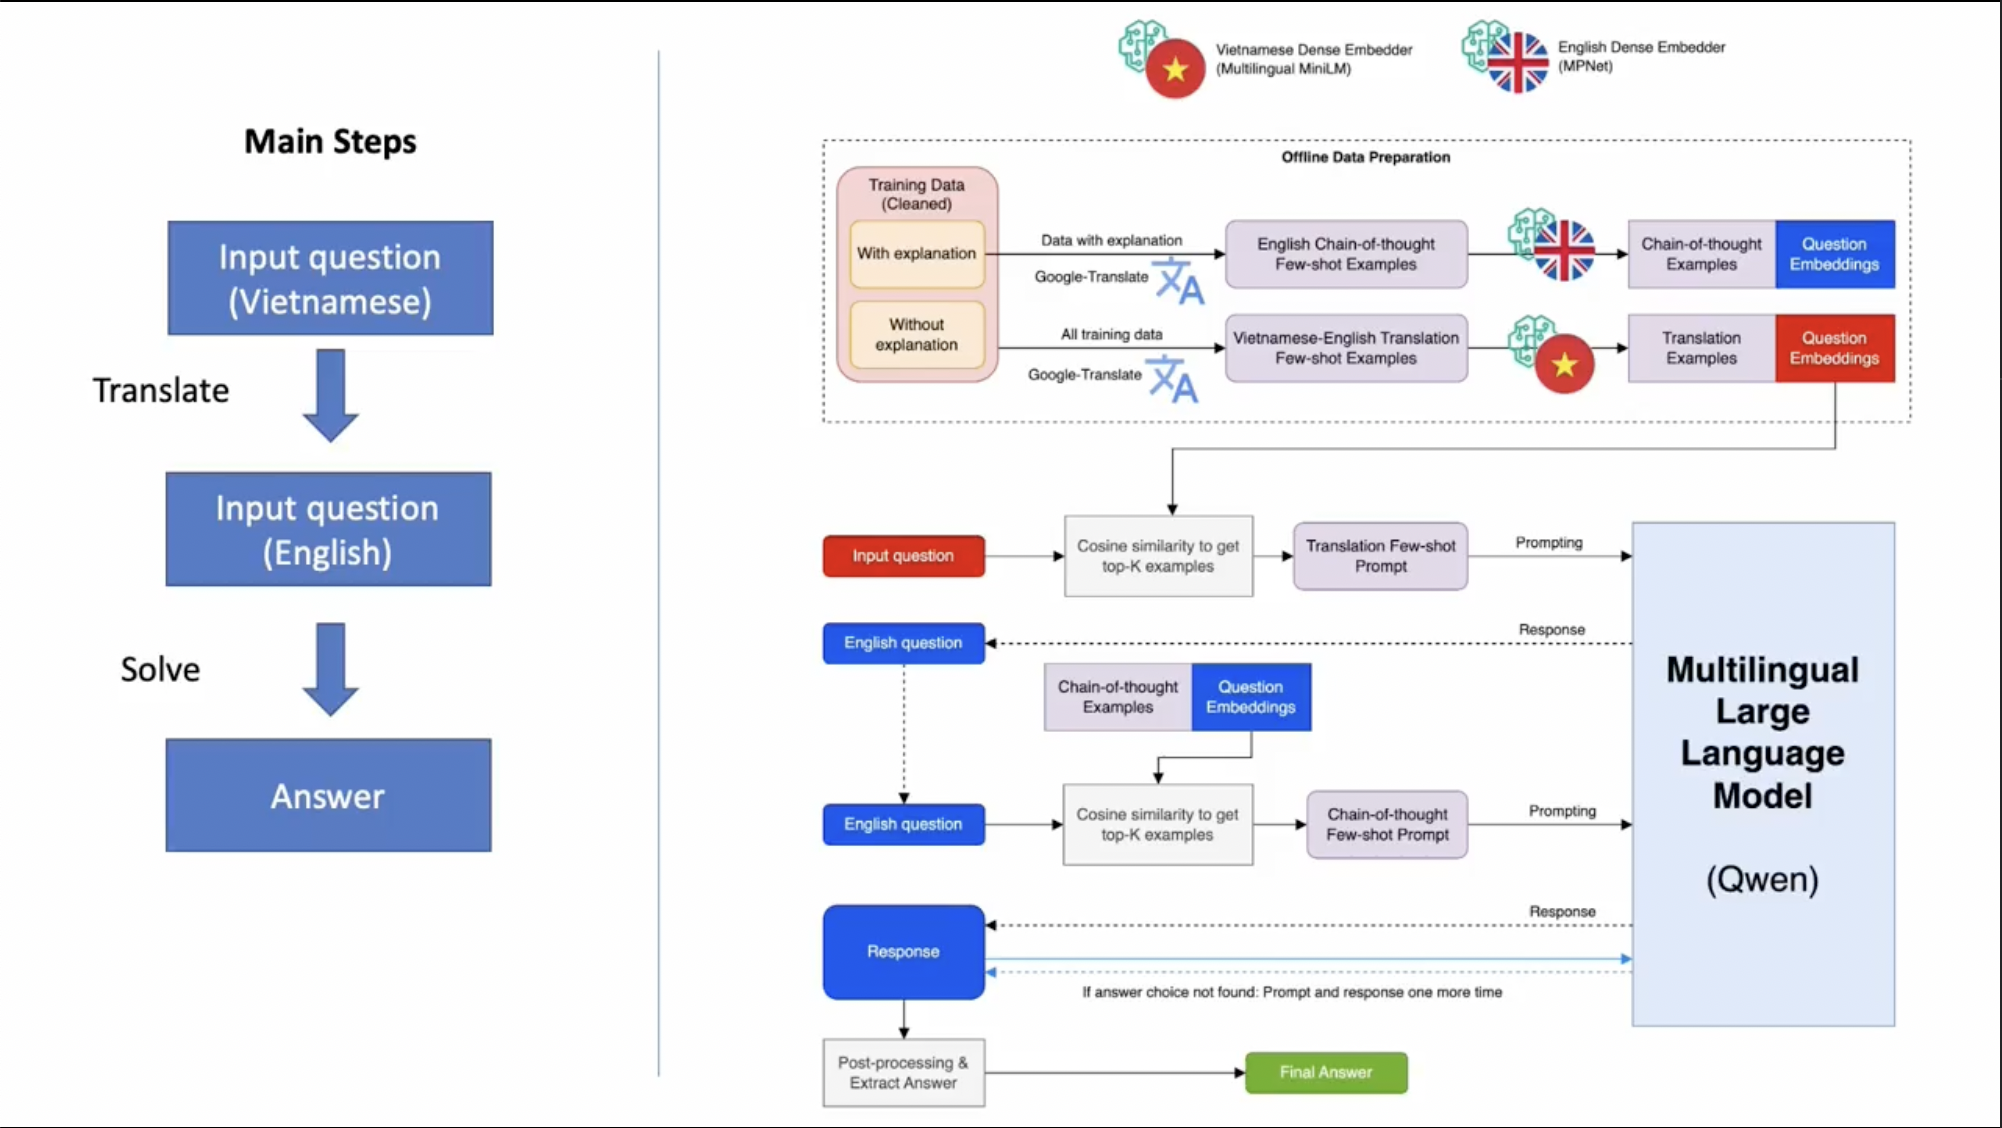 Main Steps
Input question
(Vietnamese)
Translate
Input question
(English)
Solve
Answer
Vietnamese Dense Embedder
(Multilingual MiniLM)
English Dense Embedder
(MPNet)
Offline Data Preparation
Training Data
(Cleaned)
With explanation
Without
explanation
Data with explanation
Google-Translate
文A
English Chain-of-thought
Few-shot Examples
Chain-of-thought
Examples
Question
Embeddings
All training data
Google-Translate
文A
Vietnamese-English Translation
Few-shot Examples
Translation
Examples
Question
Embeddings
Input question
Cosine similarity to get
top-K examples
Translation Few-shot
Prompt
Prompting
English question
Response
Chain-of-thought
Examples
Question
Embeddings
English question
Cosine similarity to get
top-K examples
Chain-of-thought
Few-shot Prompt
Prompting
Multilingual
Large
Language
Model
(Qwen)
Response
Response
If answer choice not found: Prompt and response one more time
Post-processing &
Extract Answer
Final Answer